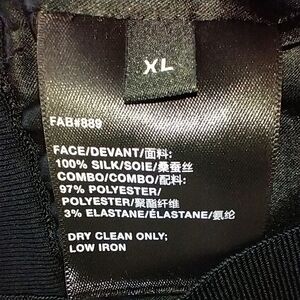 XL
FAB#889
FACE/DEVANT/面料:
100% SILK/SOIE/桑蚕丝
COMBO/COMBO/配料:
97% POLYESTER/
POLYESTER/聚酯纤维
3% ELASTANE/ÉLASTANE/氨纶
DRY CLEAN ONLY;
LOW IRON